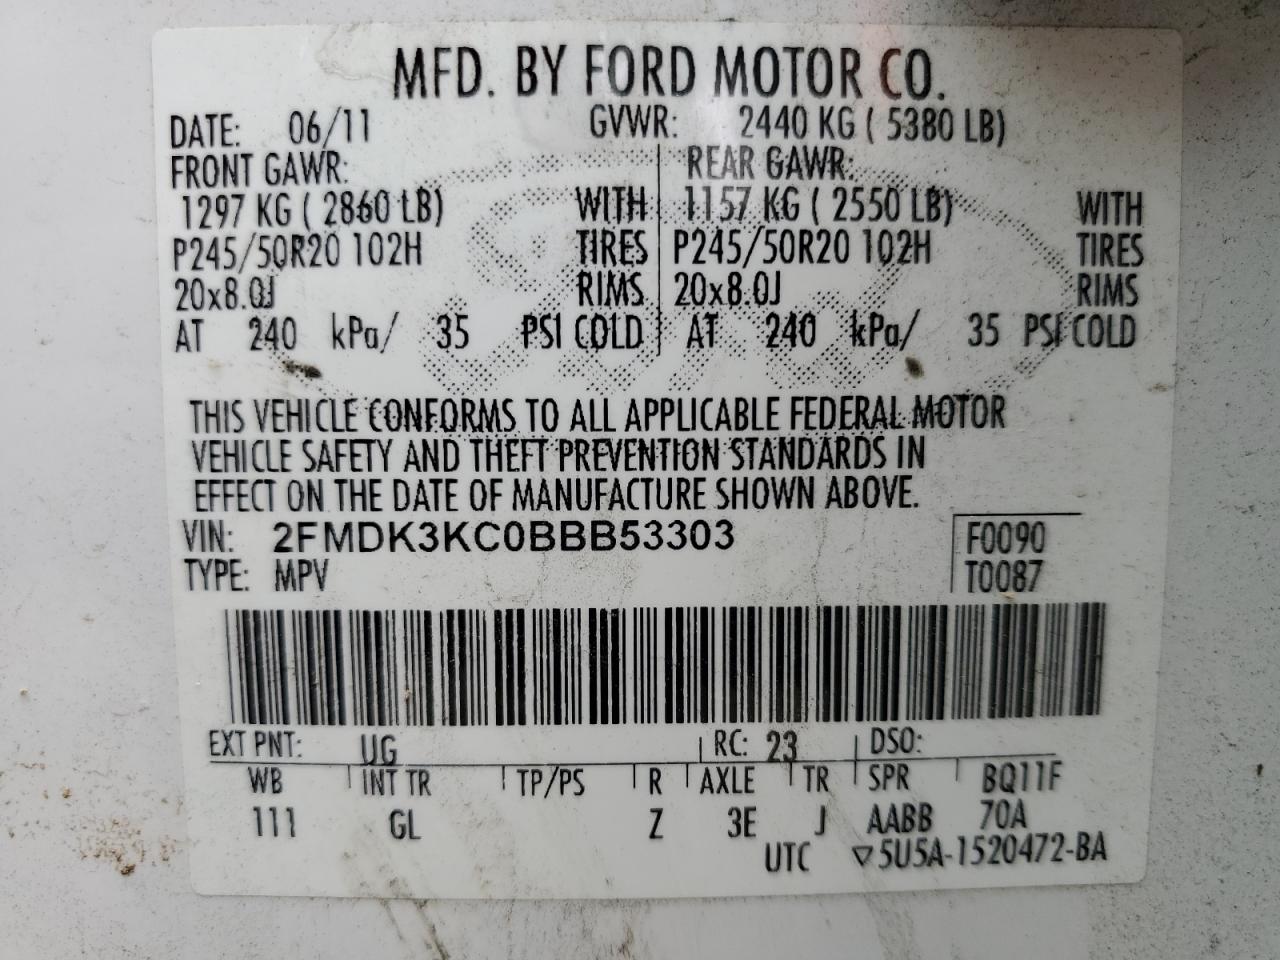 MFD. BY FORD MOTOR CO.
DATE: 06/11 GVWR: 2440 KG ( 5380 LB)
FRONT GAWR: REAR GAWR:
1297 KG ( 2860 LB) WITH 1157 KG ( 2550 LB) WITH
P245/50R20 102H TIRES P245/50R20 102H TIRES
20x8.0J RIMS 20x8.0J RIMS
AT 240 kPa/ 35 PSI COLD AT 240 kPa/ 35 PSI COLD
THIS VEHICLE CONFORMS TO ALL APPLICABLE FEDERAL MOTOR
VEHICLE SAFETY AND THEFT PREVENTION STANDARDS IN
EFFECT ON THE DATE OF MANUFACTURE SHOWN ABOVE.
VIN: 2FMDK3KC0BBB53303 F0090
TYPE: MPV T0087
EXT PNT: UG RC: 23 DSO:
WB INT TR TP/PS R AXLE TR SPR BQ11F
111 GL Z 3E J AABB 70A
UTC ▽5U5A-1520472-BA